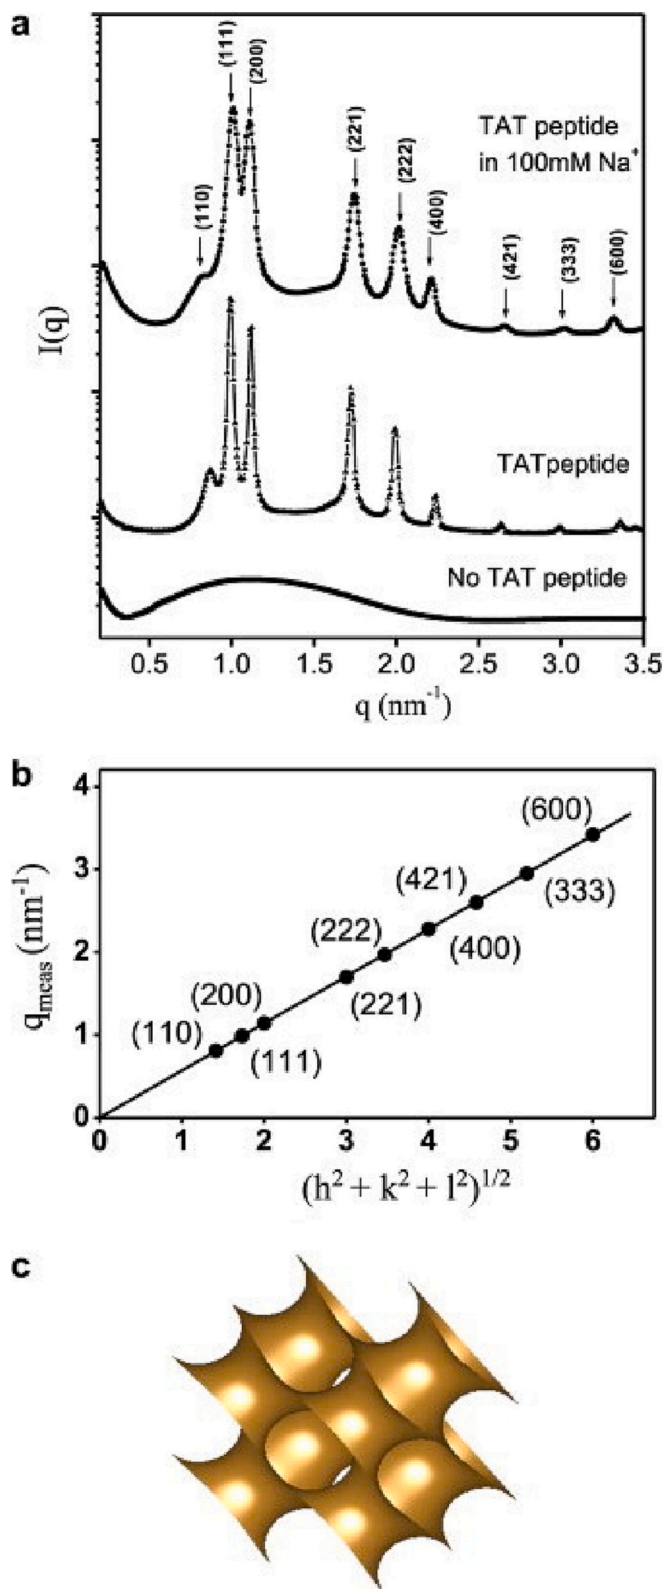 a
(111)
(200)
(110)
(221)
(222)
(400)
(421)
(333)
(600)
TAT peptide
in 100mM Na⁺
I(q)
TATpeptide
No TAT peptide
0.5 1.0 1.5 2.0 2.5 3.0 3.5
q (nm⁻¹)
b
4
3
2
1
0
qmeas (nm⁻¹)
(600)
(421)
(333)
(222)
(400)
(200)
(221)
(110)
(111)
0 1 2 3 4 5 6
(h² + k² + l²)¹/²
c